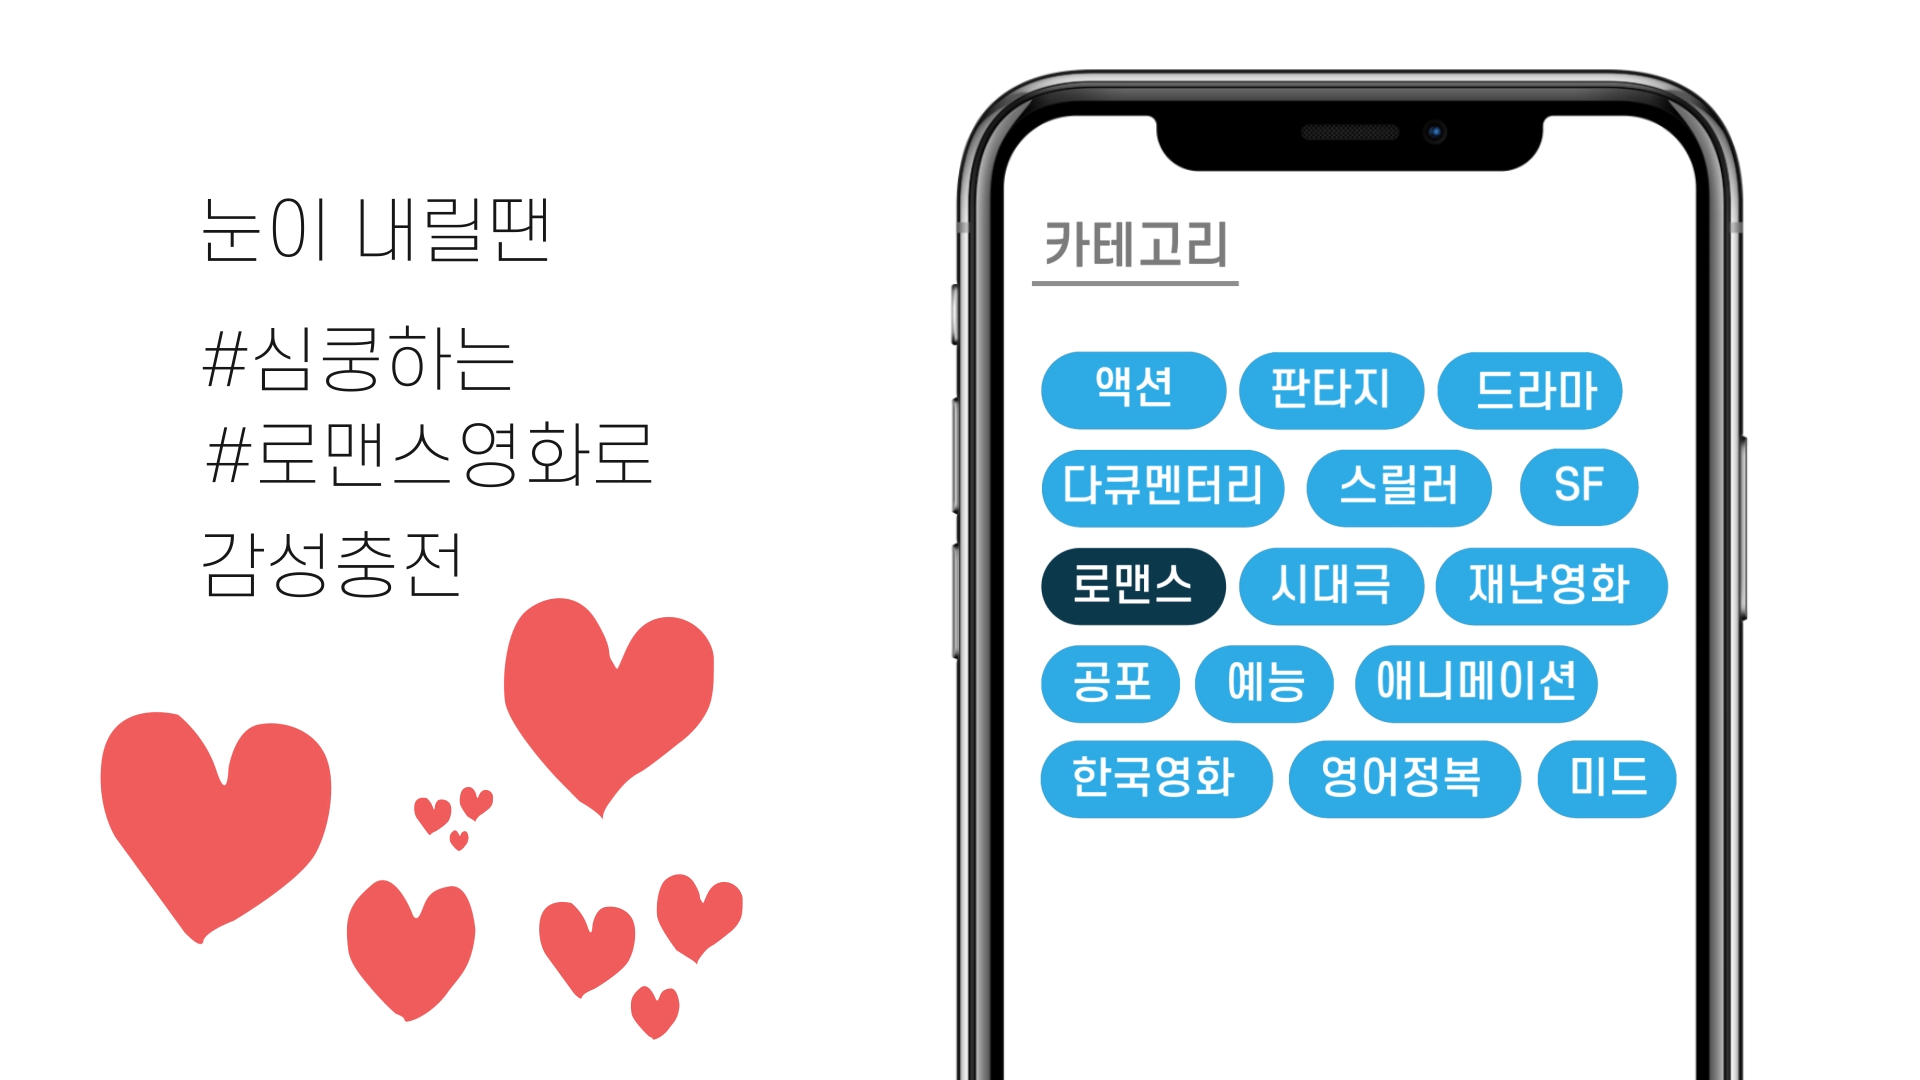 눈이 내릴땐
#심쿵하는
#로맨스영화로
감성충전
카테고리
액션 판타지 드라마
다큐멘터리 스릴러 SF
로맨스 시대극 재난영화
공포 예능 애니메이션
한국영화 영어정복 미드